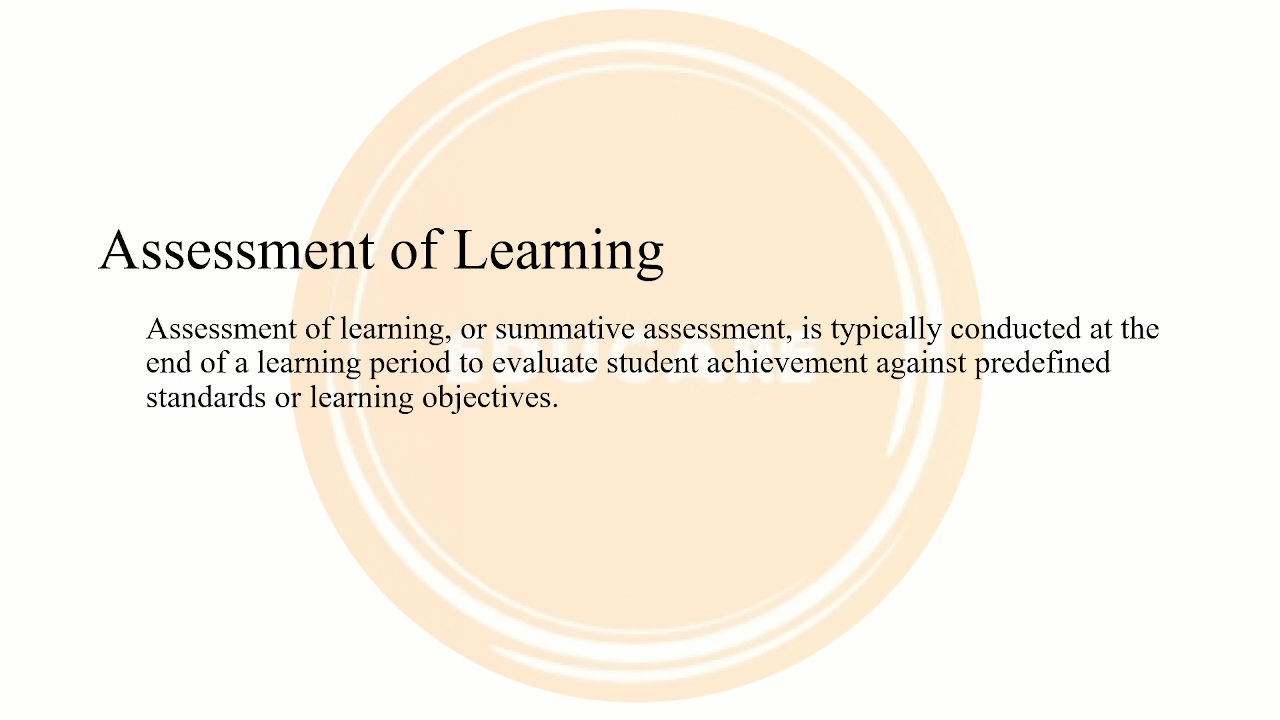 Assessment of Learning
Assessment of learning, or summative assessment, is typically conducted at the
end of a learning period to evaluate student achievement against predefined
standards or learning objectives.